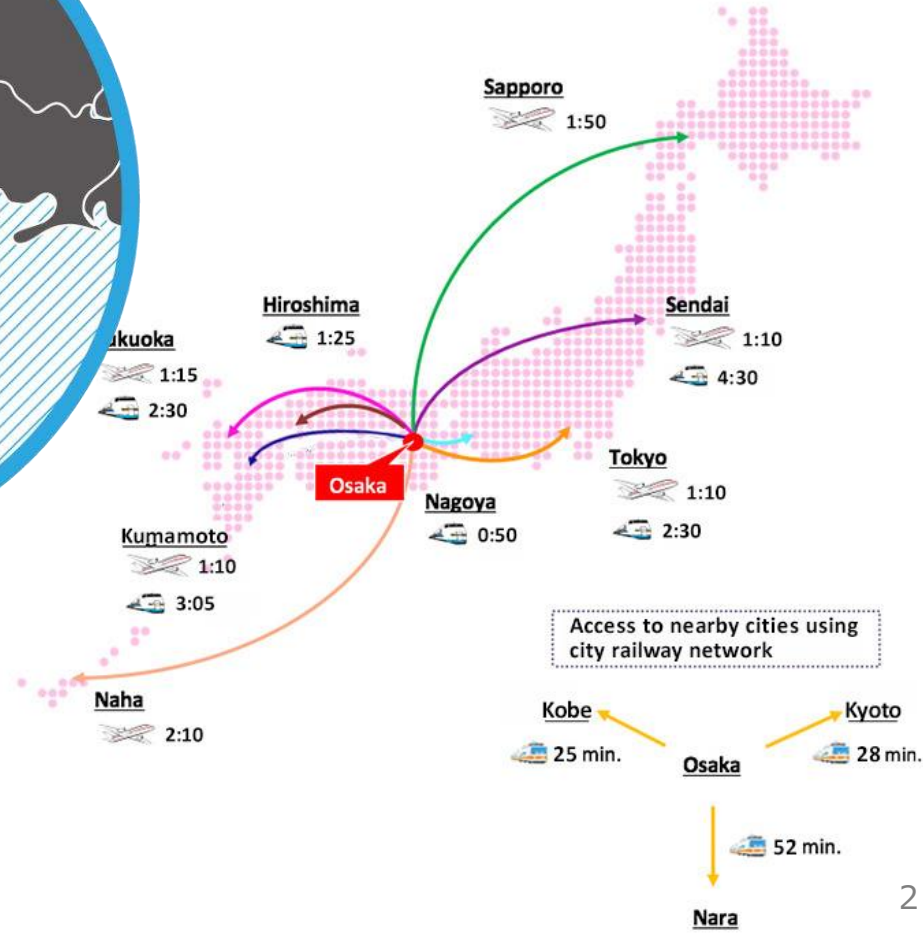 Sapporo
1:50
Hiroshima
1:25
Sendai
1:10
4:30
ukuoka
1:15
2:30
Osaka
Nagoya
0:50
Tokyo
1:10
2:30
Kumamoto
1:10
3:05
Naha
2:10
Access to nearby cities using
city railway network
Kobe
25 min.
Kyoto
28 min.
Osaka
52 min.
Nara
2